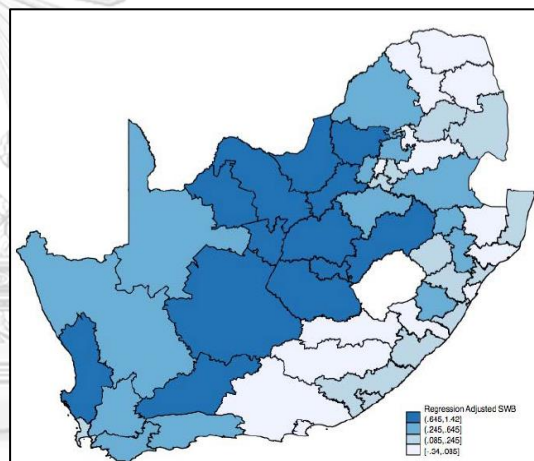 Regression Adjusted SWB
(.645,1.42]
(.245,.645]
(.085,.245]
[-.34,.085]